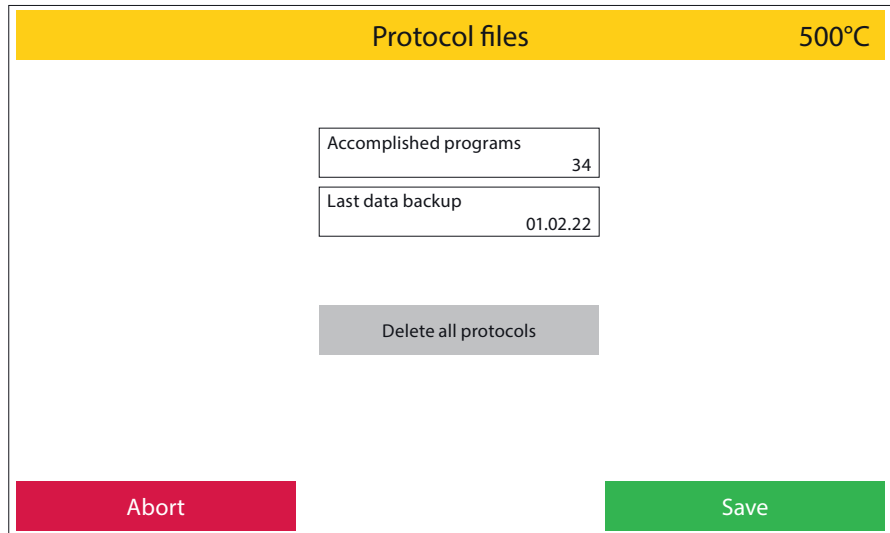 Protocol files 500°C
Accomplished programs
34
Last data backup
01.02.22
Delete all protocols
Abort Save